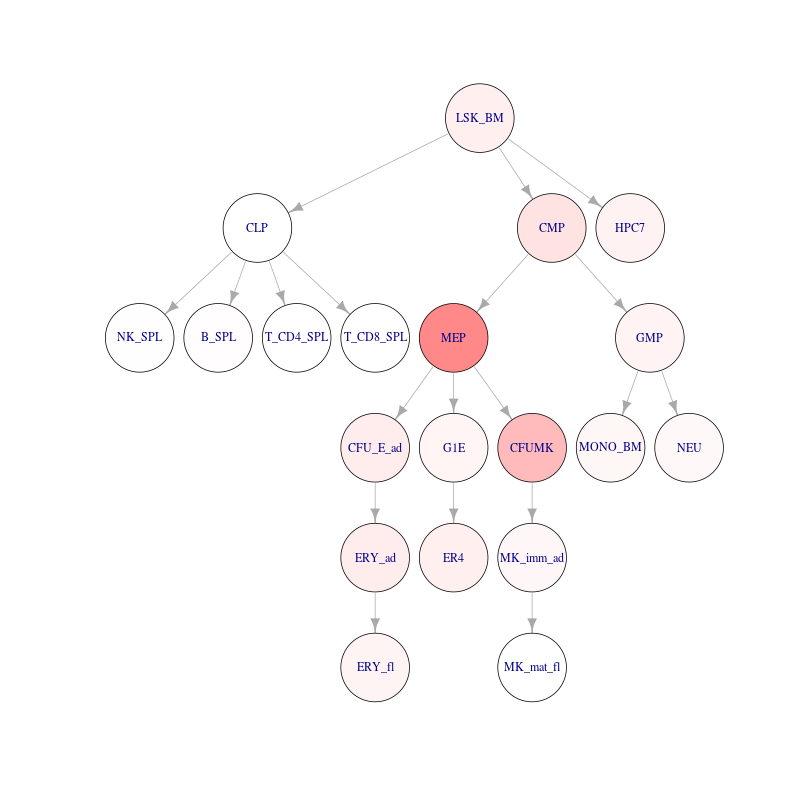 LSK_BM
CLP
CMP
HPC7
NK_SPL
B_SPL
T_CD4_SPL
T_CD8_SPL
MEP
GMP
CFU_E_ad
G1E
CFUMK
MONO_BM
NEU
ERY_ad
ER4
MK_imm_ad
ERY_fl
MK_mat_fl